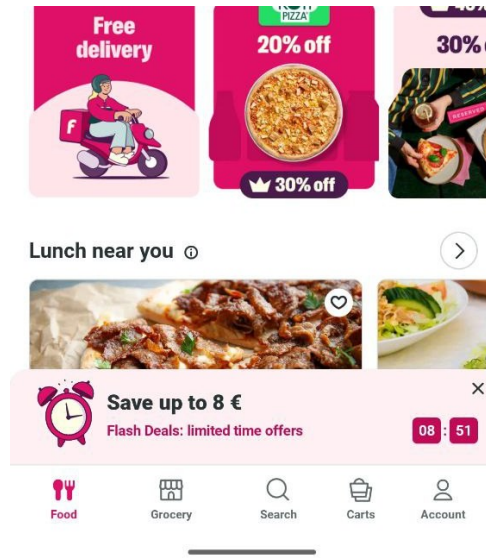 Free
delivery
PIZZA
20% off
30%
30% off
RESERVED
F
Lunch near you
Save up to 8 €
Flash Deals: limited time offers
08 : 51
Food
Grocery
Search
Carts
Account